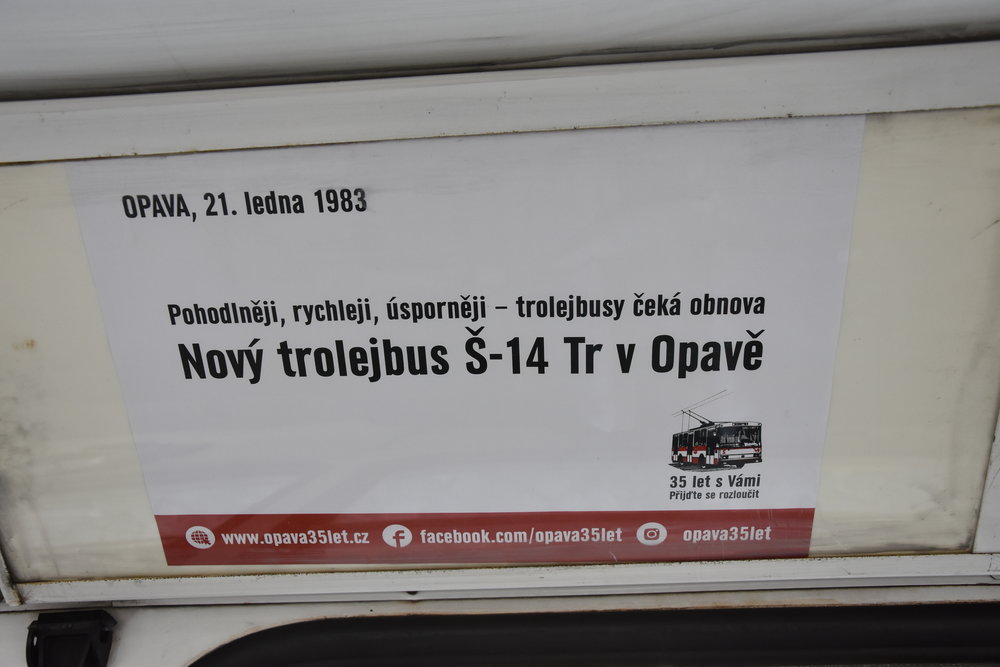 OPAVA, 21. ledna 1983
Pohodlněji, rychleji, úsporněji – trolejbusy čeká obnova
Nový trolejbus Š-14 Tr v Opavě
35 let s Vámi
Přijďte se rozloučit
www.opava35let.cz facebook.com/opava35let opava35let